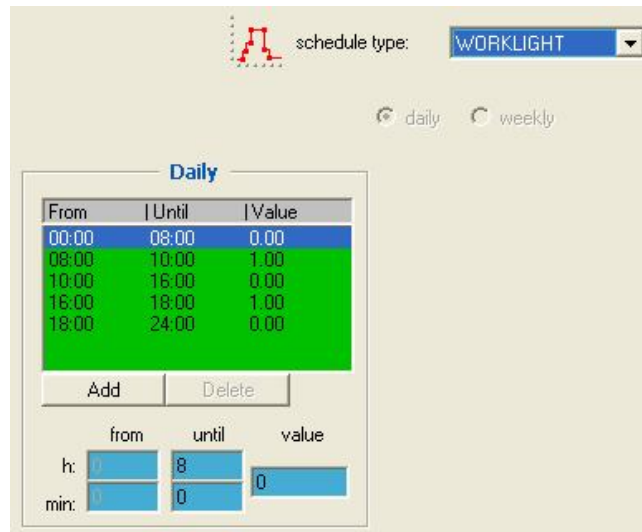 schedule type: WORKLIGHT
daily weekly
Daily
From | Until | Value
00:00 08:00 0.00
08:00 10:00 1.00
10:00 16:00 0.00
16:00 18:00 1.00
18:00 24:00 0.00
Add Delete
from until value
h: 0 8
0
min: 0 0